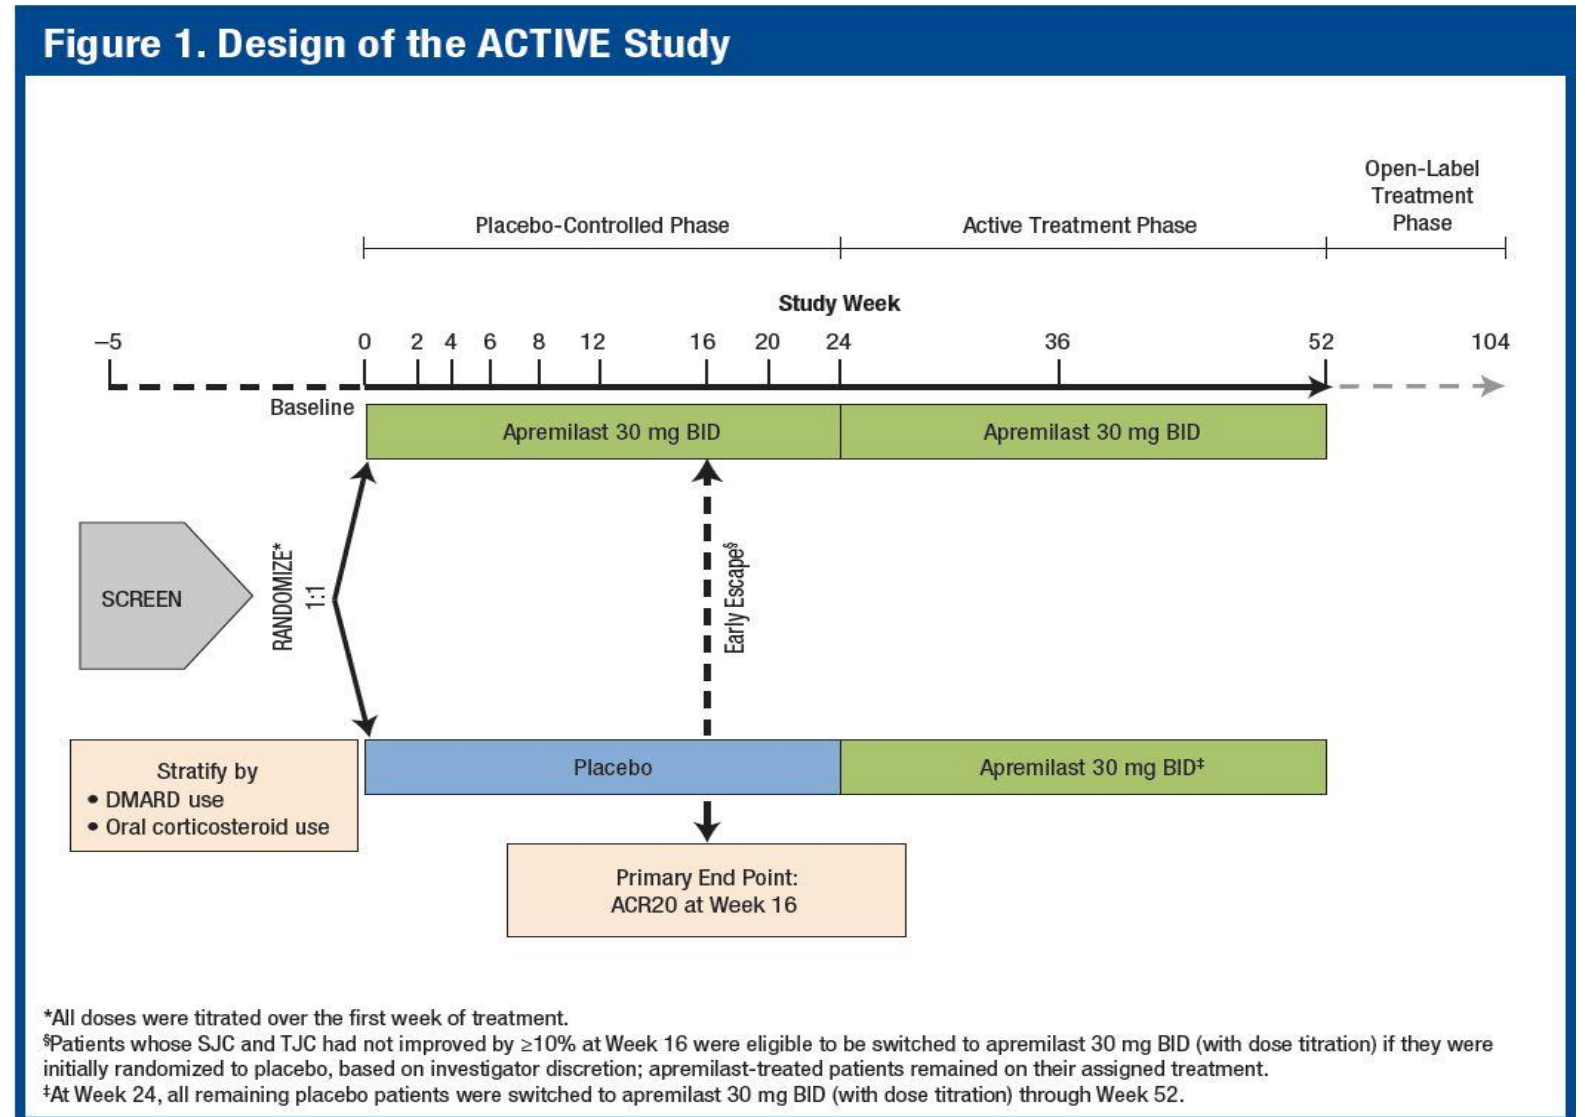 Figure 1. Design of the ACTIVE Study
Open-Label
Treatment
Phase
Placebo-Controlled Phase
Active Treatment Phase
Study Week
–5
0
2
4
6
8
12
16
20
24
36
52
104
Baseline
Apremilast 30 mg BID
Apremilast 30 mg BID
SCREEN
RANDOMIZE*
1:1
Early Escape§
Stratify by
• DMARD use
• Oral corticosteroid use
Placebo
Apremilast 30 mg BID‡
Primary End Point:
ACR20 at Week 16
*All doses were titrated over the first week of treatment.
§Patients whose SJC and TJC had not improved by ≥10% at Week 16 were eligible to be switched to apremilast 30 mg BID (with dose titration) if they were
initially randomized to placebo, based on investigator discretion; apremilast-treated patients remained on their assigned treatment.
‡At Week 24, all remaining placebo patients were switched to apremilast 30 mg BID (with dose titration) through Week 52.